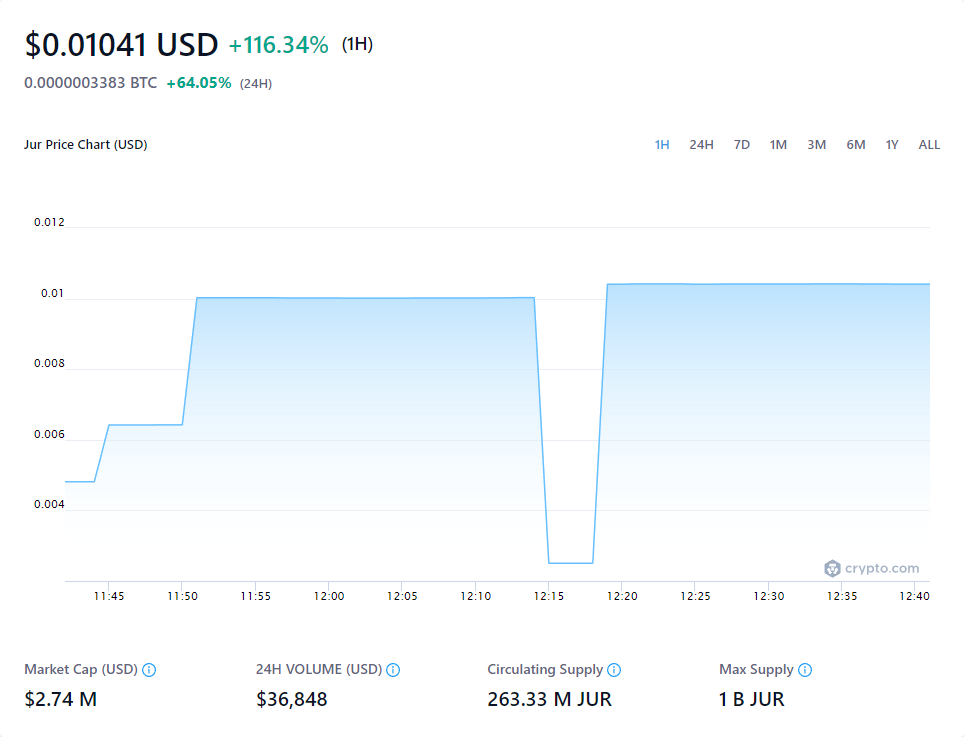 $0.01041 USD +116.34% (1H)
0.0000003383 BTC +64.05% (24H)
Jur Price Chart (USD) 1H 24H 7D 1M 3M 6M 1Y ALL
0.012
0.01
0.008
0.006
0.004
crypto.com
11:45 11:50 11:55 12:00 12:05 12:10 12:15 12:20 12:25 12:30 12:35 12:40
Market Cap (USD) 24H VOLUME (USD) Circulating Supply Max Supply
$2.74 M $36,848 263.33 M JUR 1 B JUR